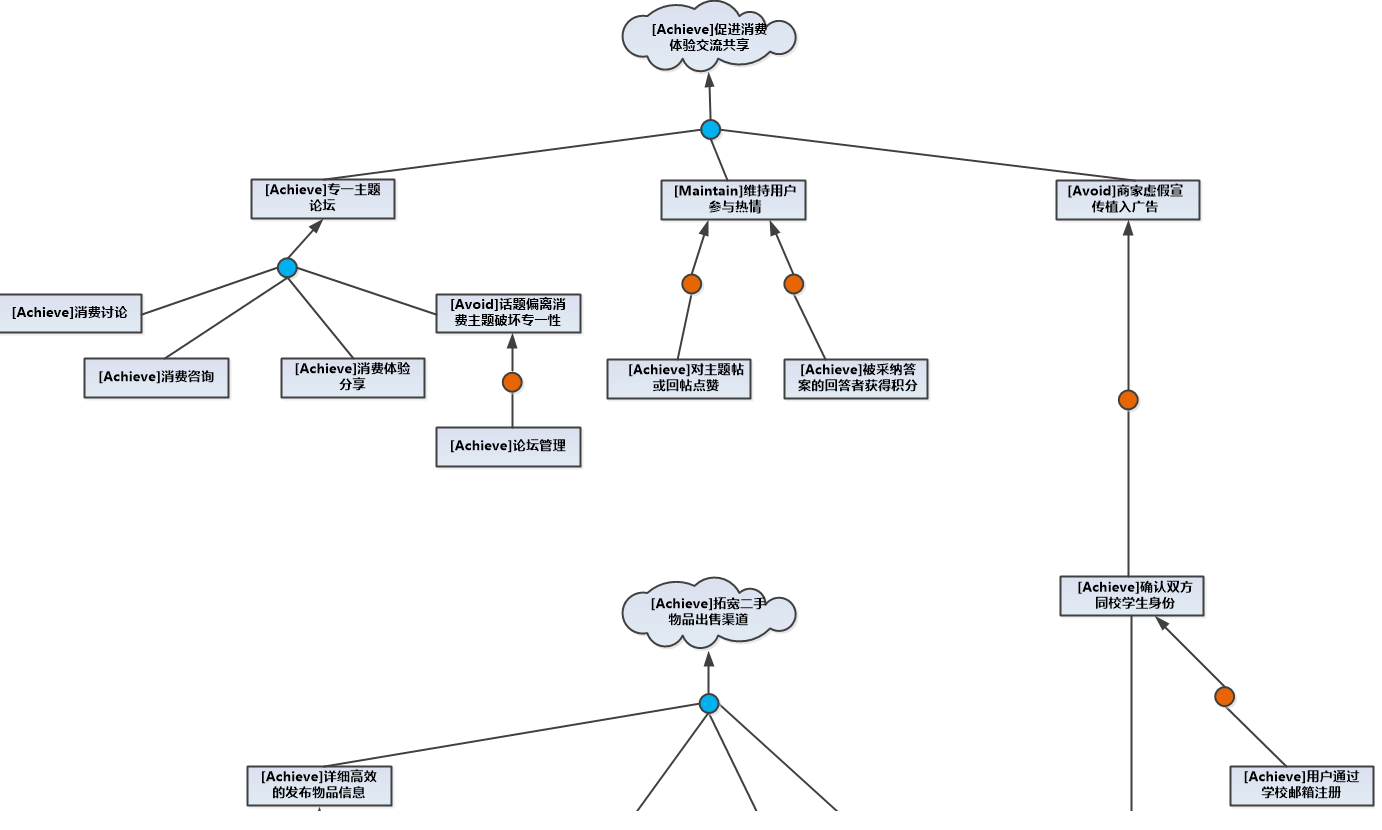 [Achieve]促进消费
体验交流共享
[Achieve]专一主题
论坛
[Maintain]维持用户
参与热情
[Avoid]商家虚假宣
传植入广告
[Achieve]消费讨论
[Avoid]话题偏离消
费主题破坏专一性
[Achieve]消费咨询
[Achieve]消费体验
分享
[Achieve]对主题帖
或回帖点赞
[Achieve]被采纳答
案的回答者获得积分
[Achieve]论坛管理
[Achieve]拓宽二手
物品出售渠道
[Achieve]确认双方
同校学生身份
[Achieve]详细高效
的发布物品信息
[Achieve]用户通过
学校邮箱注册